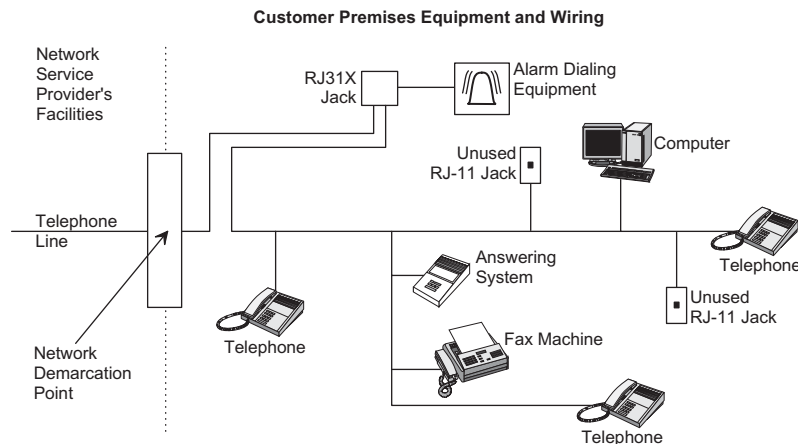 Customer Premises Equipment and Wiring
Network
Service
Provider's
Facilities
RJ31X
Jack
Alarm Dialing
Equipment
Unused
RJ-11 Jack
Computer
Telephone
Line
Answering
System
Telephone
Unused
RJ-11 Jack
Telephone
Fax Machine
Network
Demarcation
Point
Telephone